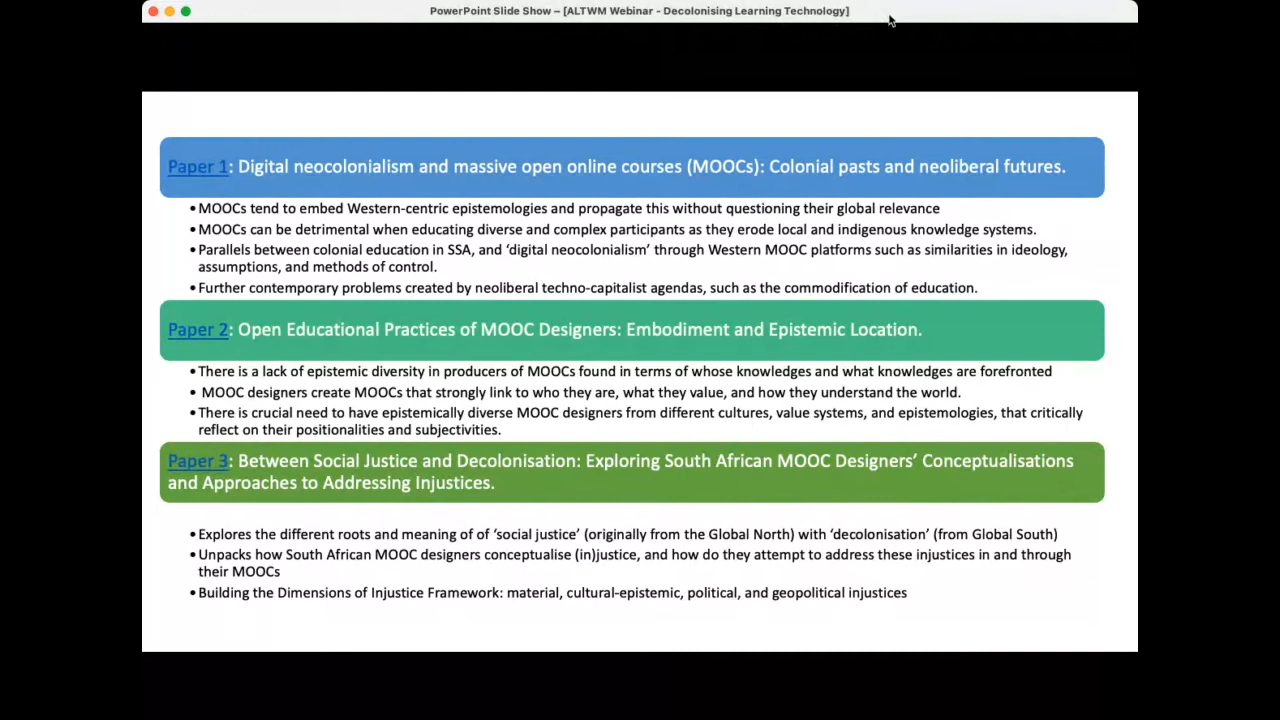 PowerPoint Slide Show – [ALTWM Webinar - Decolonising Learning Technology]
Paper 1: Digital neocolonialism and massive open online courses (MOOCs): Colonial pasts and neoliberal futures.
•MOOCs tend to embed Western-centric epistemologies and propagate this without questioning their global relevance
•MOOCs can be detrimental when educating diverse and complex participants as they erode local and indigenous knowledge systems.
•Parallels between colonial education in SSA, and ‘digital neocolonialism’ through Western MOOC platforms such as similarities in ideology,
assumptions, and methods of control.
•Further contemporary problems created by neoliberal techno-capitalist agendas, such as the commodification of education.
Paper 2: Open Educational Practices of MOOC Designers: Embodiment and Epistemic Location.
•There is a lack of epistemic diversity in producers of MOOCs found in terms of whose knowledges and what knowledges are forefronted
• MOOC designers create MOOCs that strongly link to who they are, what they value, and how they understand the world.
•There is crucial need to have epistemically diverse MOOC designers from different cultures, value systems, and epistemologies, that critically
reflect on their positionalities and subjectivities.
Paper 3: Between Social Justice and Decolonisation: Exploring South African MOOC Designers’ Conceptualisations
and Approaches to Addressing Injustices.
•Explores the different roots and meaning of of ‘social justice’ (originally from the Global North) with ‘decolonisation’ (from Global South)
•Unpacks how South African MOOC designers conceptualise (in)justice, and how do they attempt to address these injustices in and through
their MOOCs
•Building the Dimensions of Injustice Framework: material, cultural-epistemic, political, and geopolitical injustices